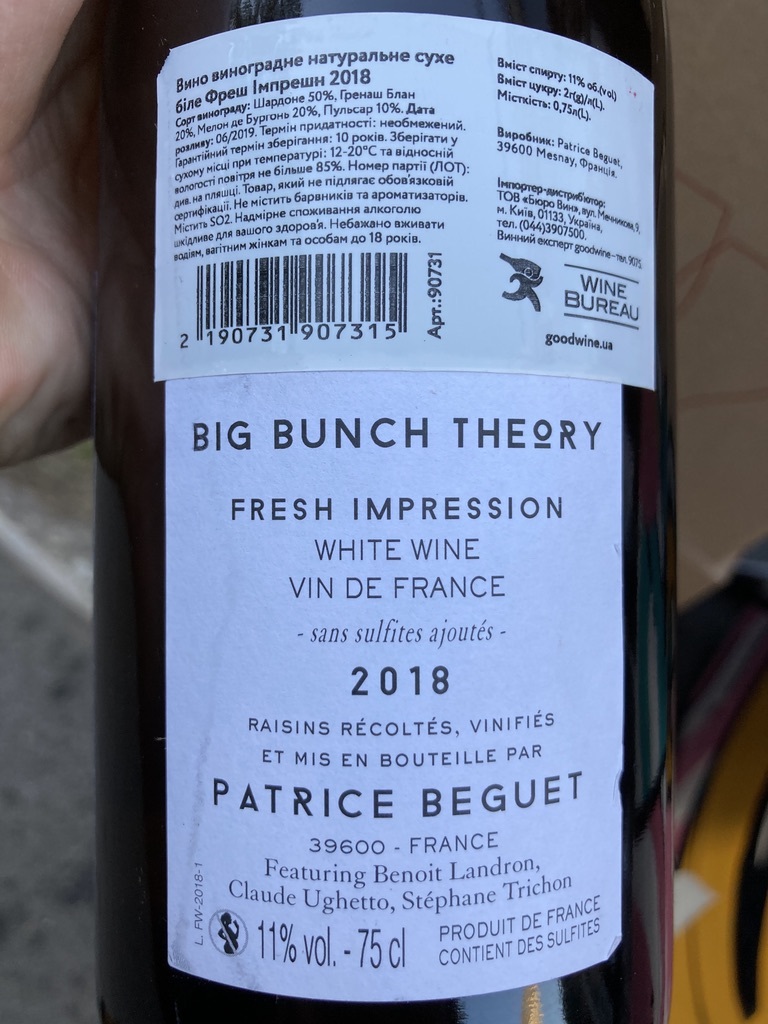 Вино виноградне натуральне сухе
біле Фреш Імпрешн 2018
Сорт винограду: Шардоне 50%, Гренаш Блан
20%, Мелон де Бургонь 20%, Пульсар 10%. Дата
розливу: 06/2019. Термін придатності: необмежений.
Гарантійний термін зберігання: 10 років. Зберігати у
сухому місці при температурі: 12-20°C та відносній
вологості повітря не більше 85%. Номер партії (ЛОТ):
див. на пляшці. Товар, який не підлягає обов'язковій
сертифікації. Не містить барвників та ароматизаторів.
Містить SO2. Надмірне споживання алкоголю
шкідливе для вашого здоров'я. Небажано вживати
водіям, вагітним жінкам та особам до 18 років.
2 190731 907315
Арт.:90731
Вміст спирту: 11% об.(vol)
Вміст цукру: 2г(g)/л(L).
Місткість: 0,75л(L).
Виробник: Patrice Beguet,
39600 Mesnay, Франція.
Імпортер-дистриб'ютор:
ТОВ «Бюро Вин», вул. Мечникова, 9,
м. Київ, 01133, Україна,
тел. (044)3907500.
Винний експерт goodwine-тел. 9075
WINE
BUREAU
goodwine.ua
BIG BUNCH THEORY
FRESH IMPRESSION
WHITE WINE
VIN DE FRANCE
- sans sulfites ajoutés -
2018
RAISINS RÉCOLTÉS, VINIFIÉS
ET MIS EN BOUTEILLE PAR
PATRICE BEGUET
39600 - FRANCE
Featuring Benoit Landron,
Claude Ughetto, Stéphane Trichon
L. FW-2018-1
11% vol. - 75 cl
PRODUIT DE FRANCE
CONTIENT DES SULFITES